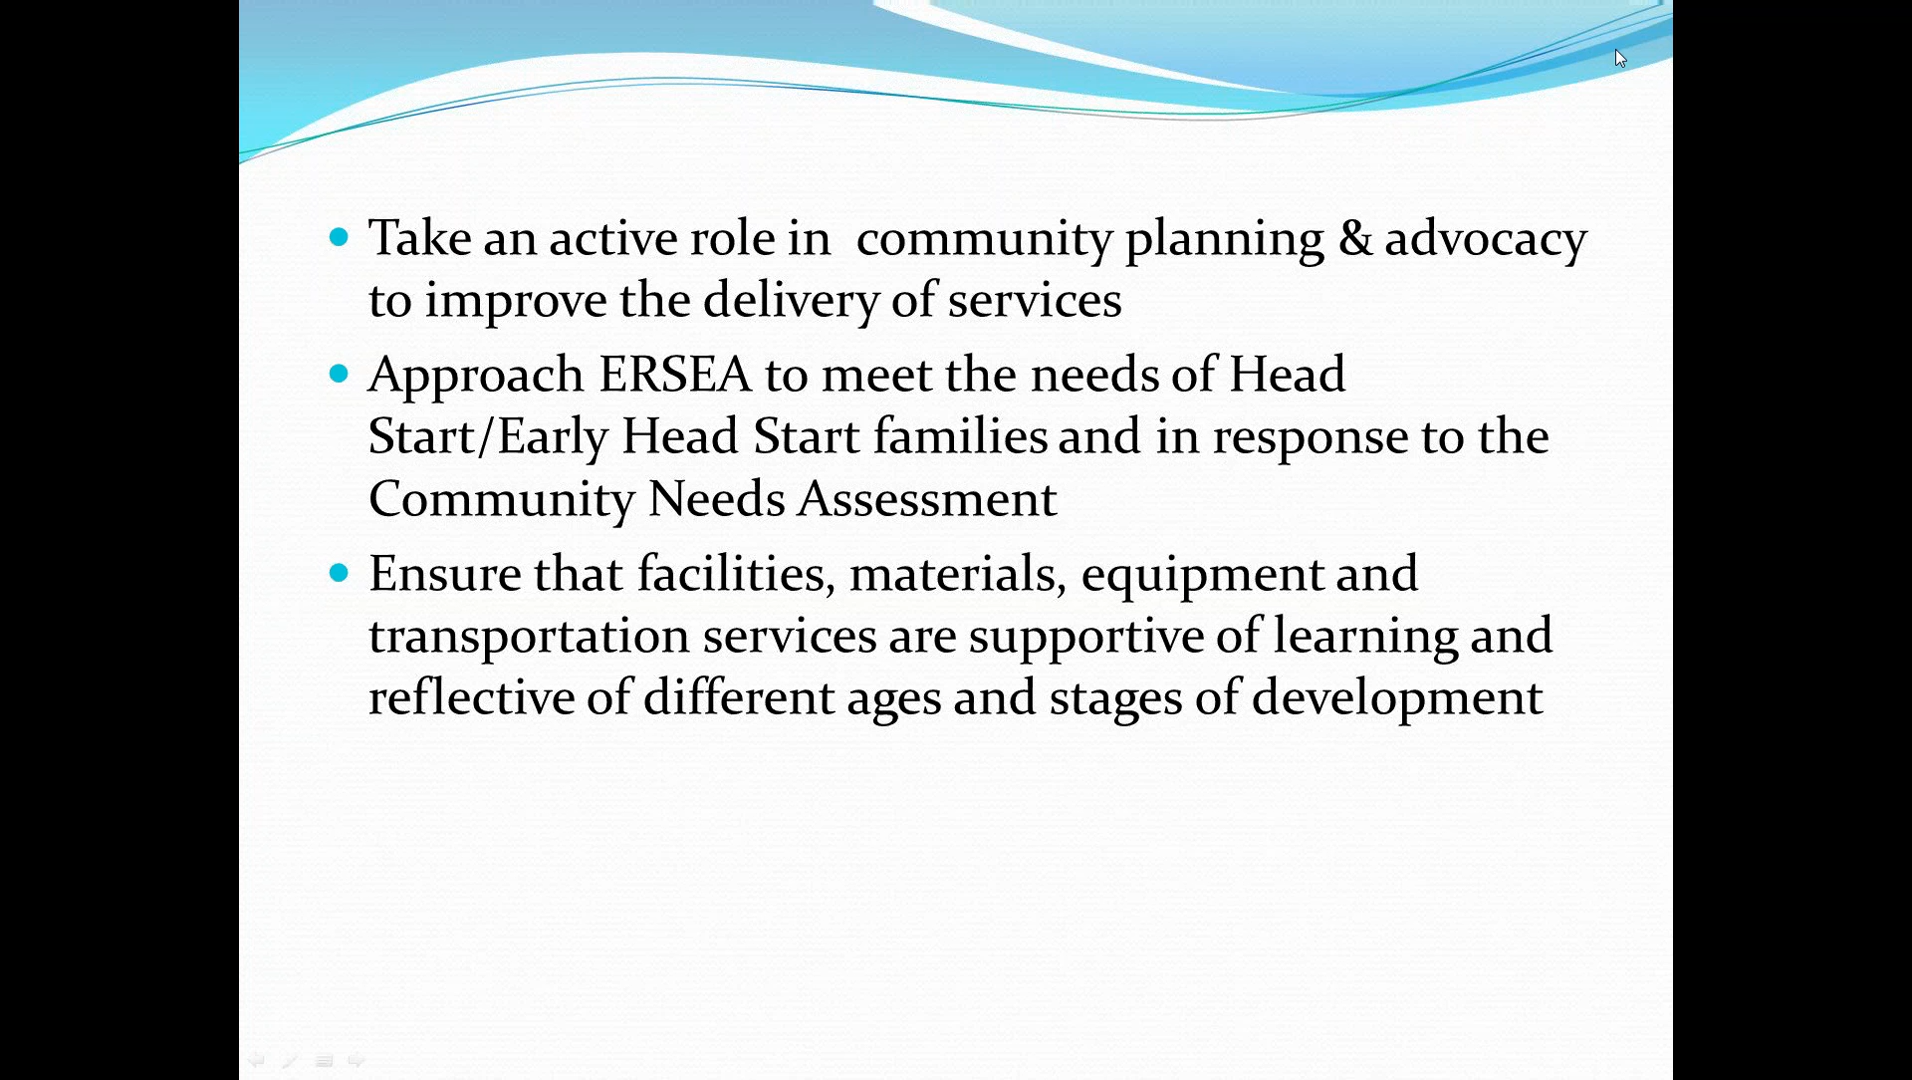 Take an active role in  community planning & advocacy
to improve the delivery of services
Approach ERSEA to meet the needs of Head
Start/Early Head Start families and in response to the
Community Needs Assessment
Ensure that facilities, materials, equipment and
transportation services are supportive of learning and
reflective of different ages and stages of development